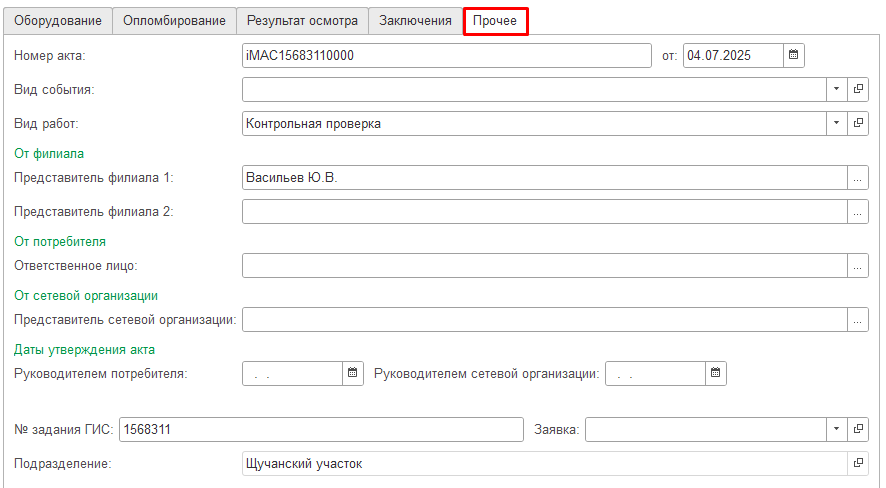 Оборудование Опломбирование Результат осмотра Заключения Прочее
Номер акта: iMAC15683110000 от: 04.07.2025
Вид события:
Вид работ: Контрольная проверка
От филиала
Представитель филиала 1: Васильев Ю.В. ...
Представитель филиала 2: ...
От потребителя
Ответственное лицо: ...
От сетевой организации
Представитель сетевой организации: ...
Даты утверждения акта
Руководителем потребителя: . . Руководителем сетевой организации: . .
№ задания ГИС: 1568311 Заявка:
Подразделение: Щучанский участок